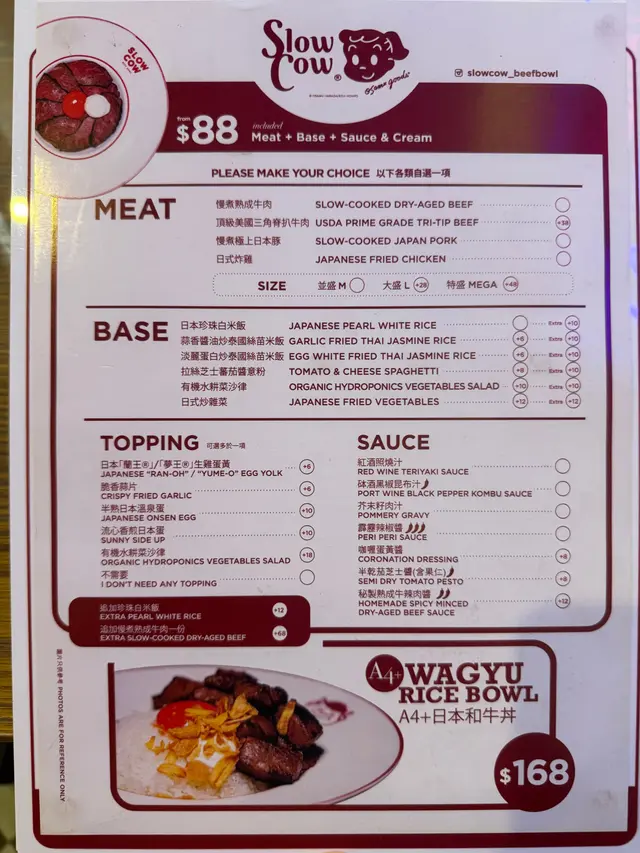 SLOW COW
Slow Cow®
osame goodo
slowcow_beefbowl
from $88 included Meat + Base + Sauce & Cream
PLEASE MAKE YOUR CHOICE 以下各類自選一項
MEAT
慢煮熟成牛肉 SLOW-COOKED DRY-AGED BEEF
頂級美國三角脊扒牛肉 USDA PRIME GRADE TRI-TIP BEEF +38
慢煮極上日本豚 SLOW-COOKED JAPAN PORK
日式炸雞 JAPANESE FRIED CHICKEN
SIZE 並盛 M 大盛 L +28 特盛 MEGA +48
BASE
日本珍珠白米飯 JAPANESE PEARL WHITE RICE Extra +10
蒜香醬油炒泰國絲苗米飯 GARLIC FRIED THAI JASMINE RICE +6 Extra +10
淡麗蛋白炒泰國絲苗米飯 EGG WHITE FRIED THAI JASMINE RICE +6 Extra +10
拉絲芝士蕃茄醬意粉 TOMATO & CHEESE SPAGHETTI +8 Extra +10
有機水耕菜沙律 ORGANIC HYDROPONICS VEGETABLES SALAD +10 Extra +10
日式炒雜菜 JAPANESE FRIED VEGETABLES +12 Extra +12
TOPPING 可選多於一項
日本「蘭王®」/「夢王®」生雞蛋黃
JAPANESE "RAN-OH" / "YUME-O" EGG YOLK +6
脆香蒜片
CRISPY FRIED GARLIC +6
半熟日本溫泉蛋
JAPANESE ONSEN EGG +10
流心香煎日本蛋
SUNNY SIDE UP +10
有機水耕菜沙律
ORGANIC HYDROPONICS VEGETABLES SALAD +18
不需要
I DON'T NEED ANY TOPPING
追加珍珠白米飯
EXTRA PEARL WHITE RICE +12
追加慢煮熟成牛肉一份
EXTRA SLOW-COOKED DRY-AGED BEEF +68
SAUCE
紅酒照燒汁
RED WINE TERIYAKI SAUCE
砵酒黑椒昆布汁
PORT WINE BLACK PEPPER KOMBU SAUCE
芥末籽肉汁
POMMERY GRAVY
霹靂辣椒醬
PERI PERI SAUCE
咖喱蛋黃醬
CORONATION DRESSING +6
半乾茄芝士醬(含果仁)
SEMI DRY TOMATO PESTO +8
秘製熟成牛辣肉醬
HOMEMADE SPICY MINCED +12
DRY-AGED BEEF SAUCE
圖片只供參考 PHOTOS ARE FOR REFERENCE ONLY
A4+ WAGYU
RICE BOWL
A4+日本和牛丼
$168